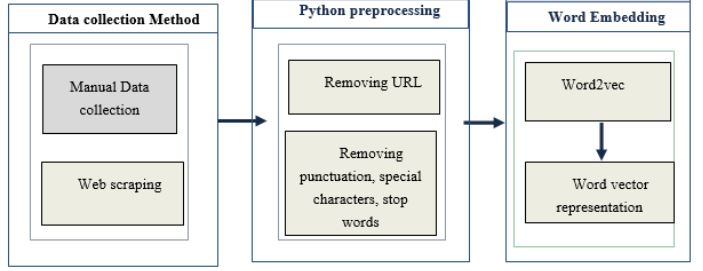 Data collection Method
Manual Data
collection
Web scraping
Python preprocessing
Removing URL
Removing
punctuation, special
characters, stop
words
Word Embedding
Word2vec
Word vector
representation